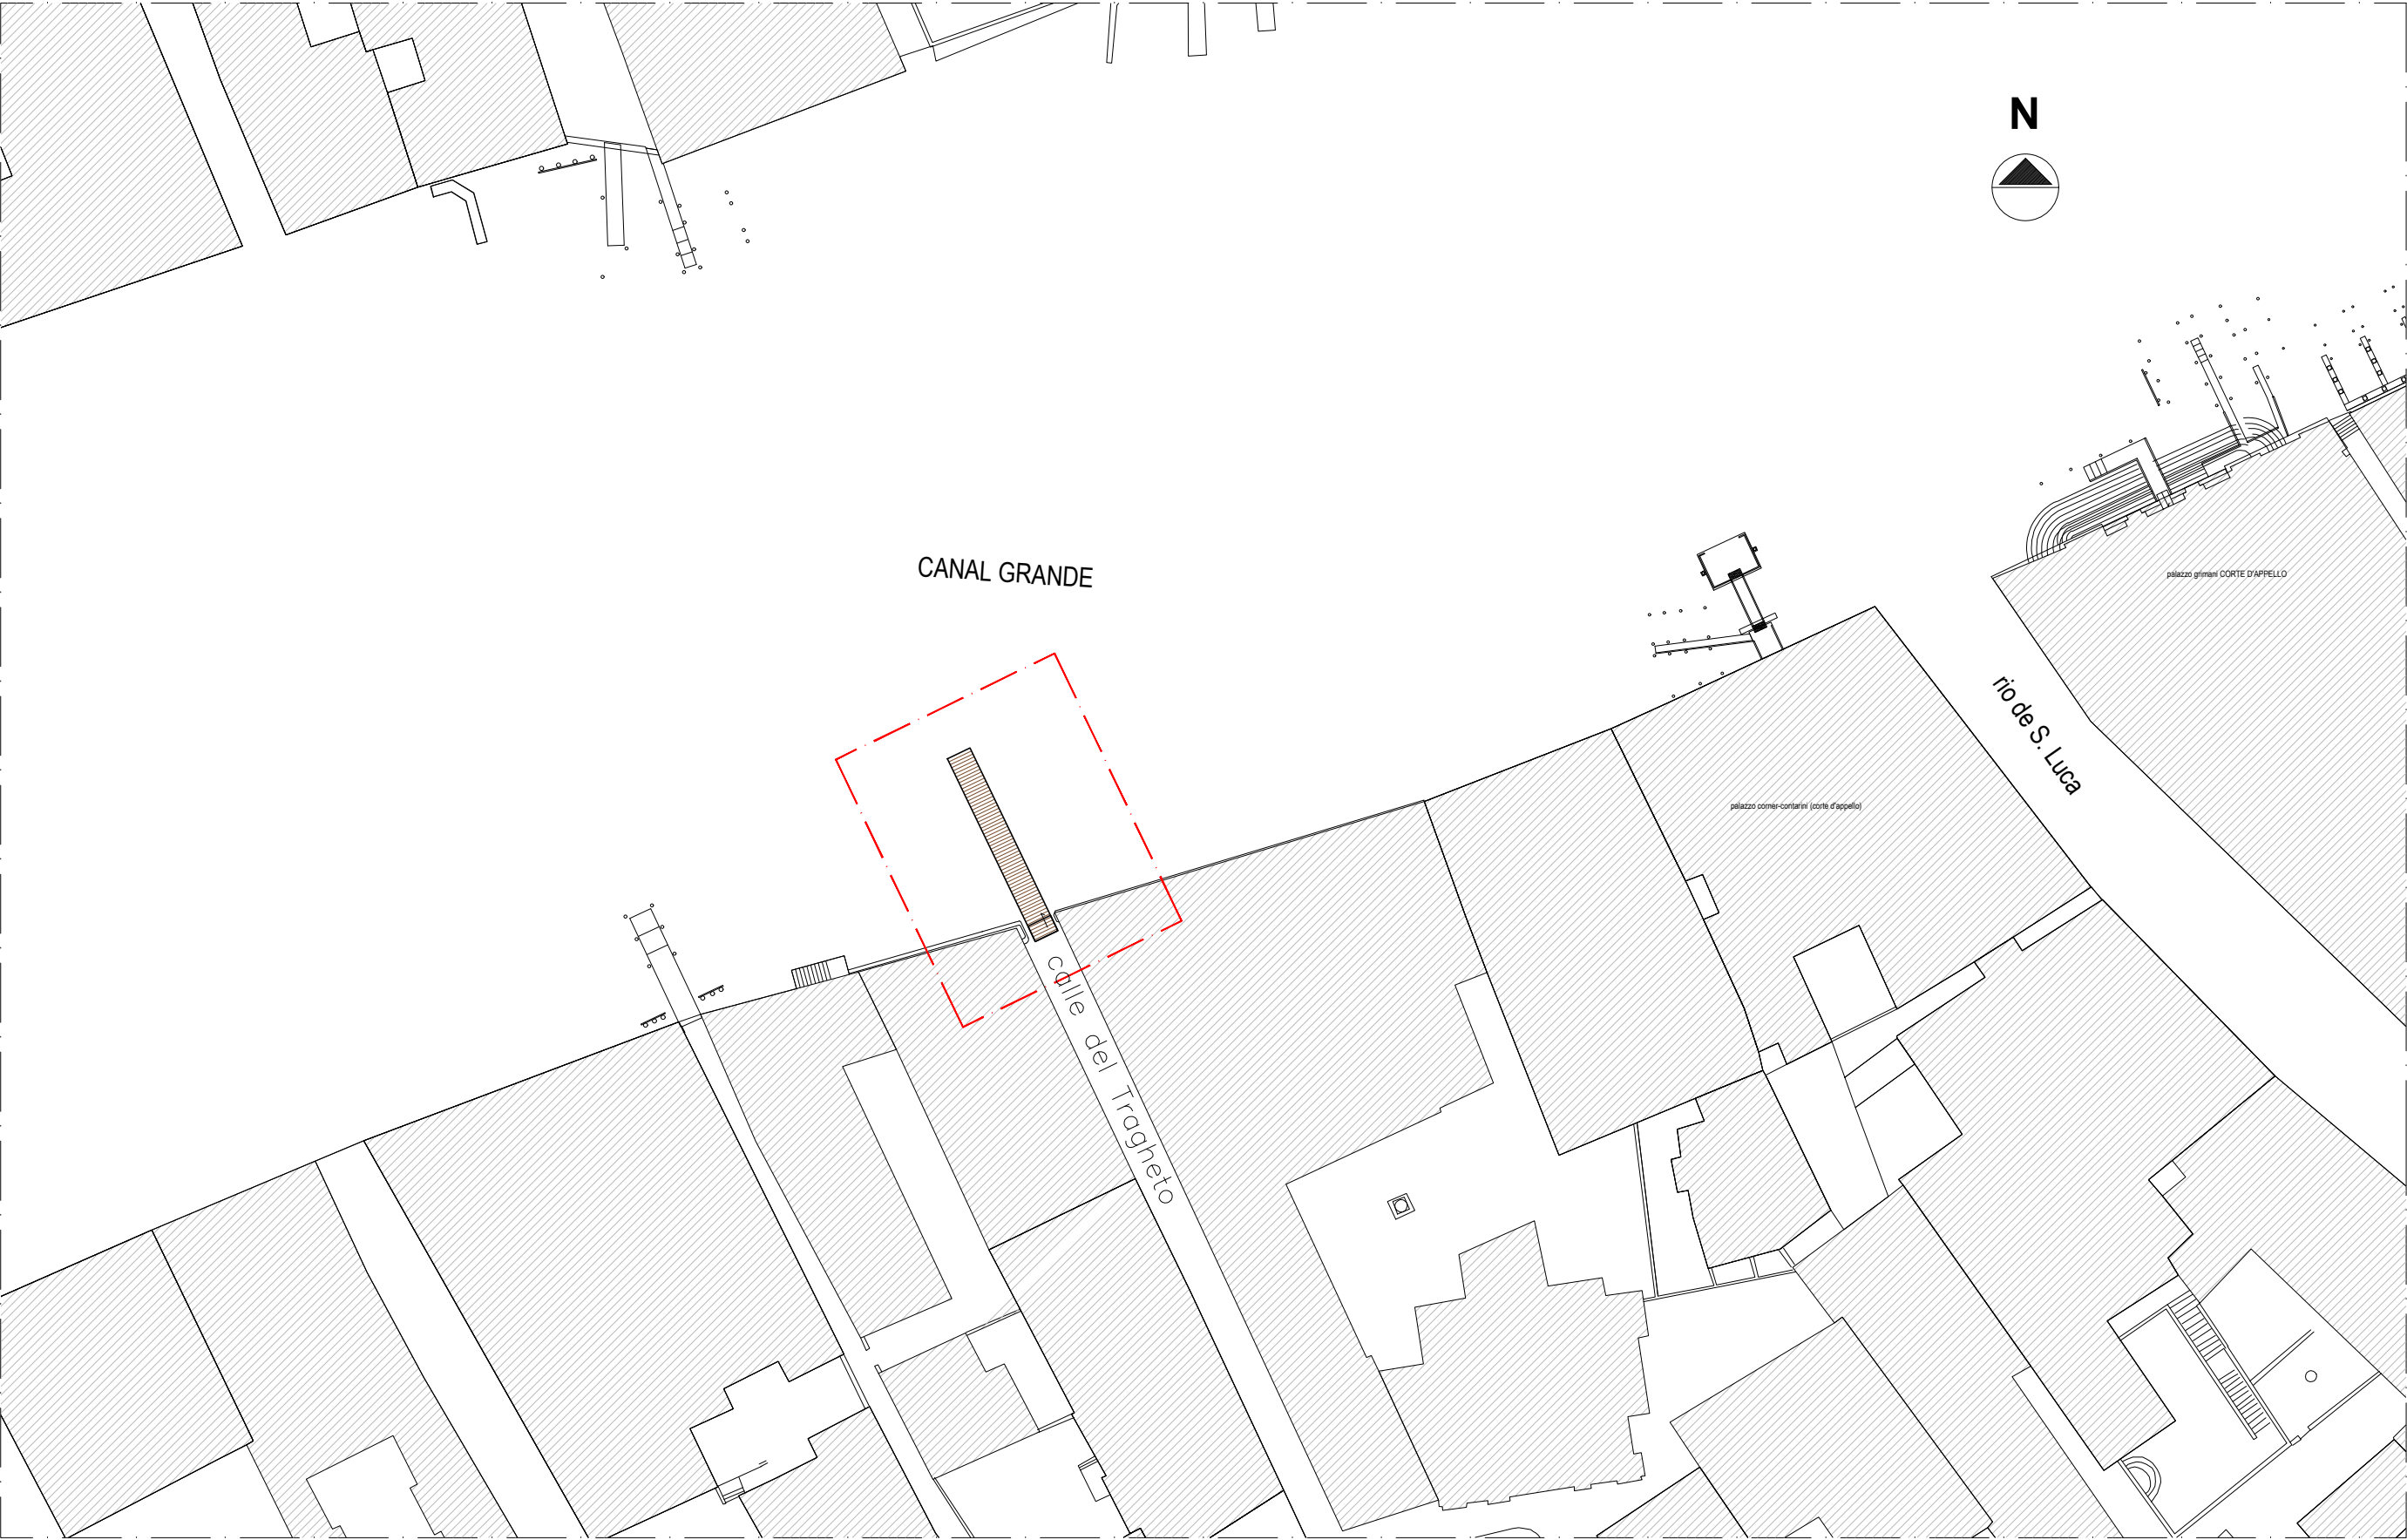 N
CANAL GRANDE
palazzo grimani CORTE D'APPELLO
rio de S. Luca
palazzo corner-contarini (corte d'appello)
calle del Tragheto